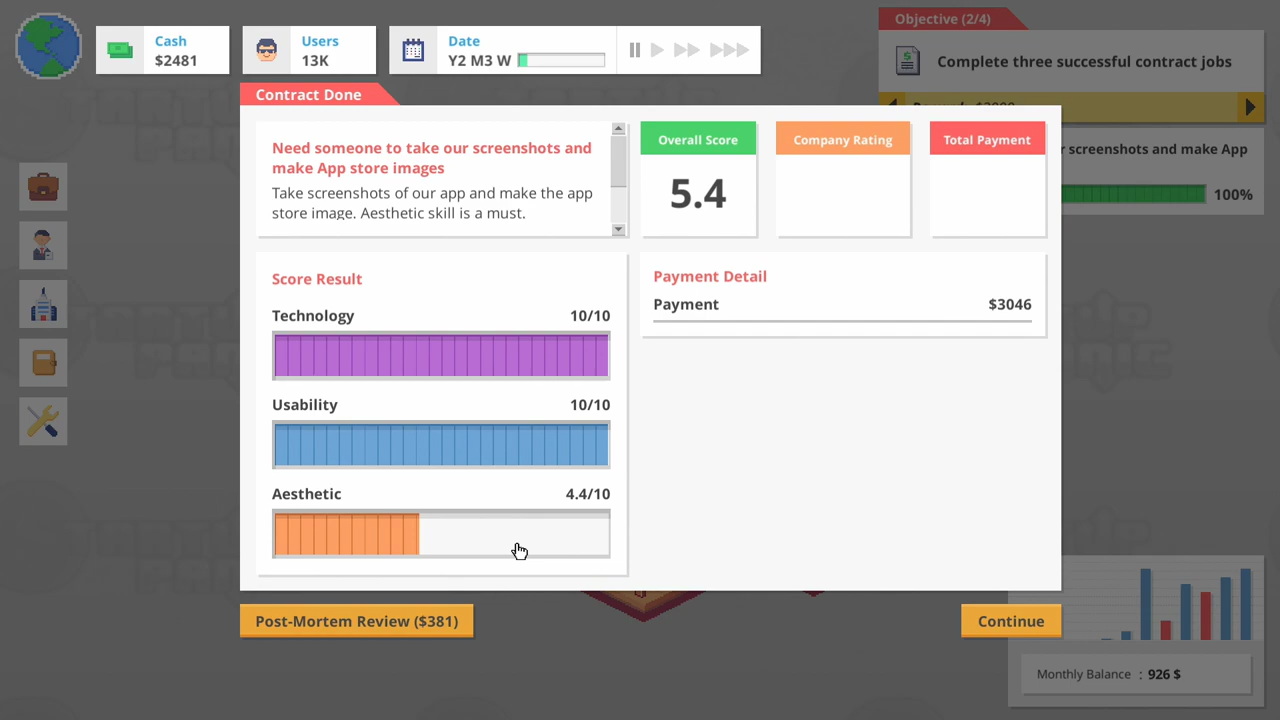 Cash
$2481
Users
13K
Date
Y2 M3 W
Objective (2/4)
Complete three successful contract jobs
Contract Done
Need someone to take our screenshots and
make App store images
Take screenshots of our app and make the app
store image. Aesthetic skill is a must.
Overall Score
5.4
Company Rating
Total Payment
r screenshots and make App
100%
Score Result
Technology 10/10
Usability 10/10
Aesthetic 4.4/10
Payment Detail
Payment $3046
Post-Mortem Review ($381)
Continue
Monthly Balance : 926 $